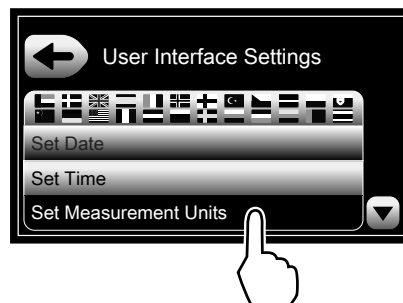 User Interface Settings
Set Date
Set Time
Set Measurement Units